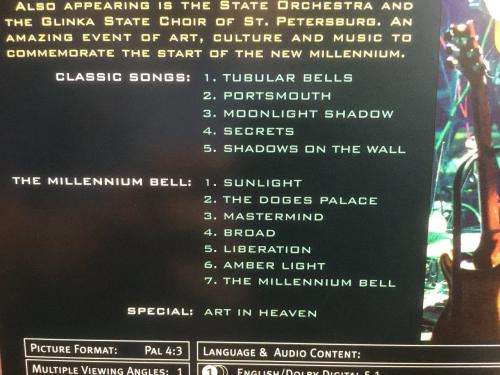 ALSO APPEARING IS THE STATE ORCHESTRA AND
THE GLINKA STATE CHOIR OF ST. PETERSBURG. AN
AMAZING EVENT OF ART, CULTURE AND MUSIC TO
COMMEMORATE THE START OF THE NEW MILLENNIUM.
CLASSIC SONGS: 1. TUBULAR BELLS
2. PORTSMOUTH
3. MOONLIGHT SHADOW
4. SECRETS
5. SHADOWS ON THE WALL
THE MILLENNIUM BELL: 1. SUNLIGHT
2. THE DOGES PALACE
3. MASTERMIND
4. BROAD
5. LIBERATION
6. AMBER LIGHT
7. THE MILLENNIUM BELL
SPECIAL: ART IN HEAVEN
PICTURE FORMAT: PAL 4:3
LANGUAGE & AUDIO CONTENT:
MULTIPLE VIEWING ANGLES: 1
1 ENGLISH/DOLBY DIGITAL 5.1